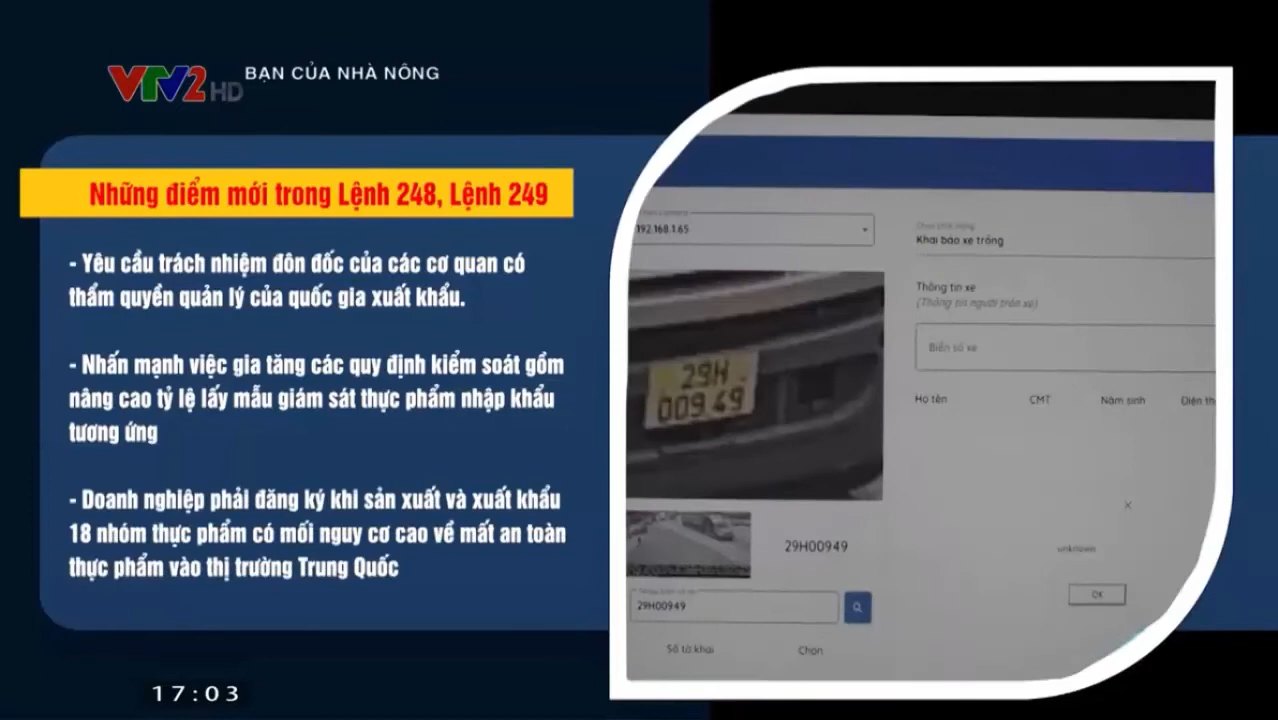 VTV2 HD
BẠN CỦA NHÀ NÔNG
Những điểm mới trong Lệnh 248, Lệnh 249
- Yêu cầu trách nhiệm đôn đốc của các cơ quan có
thẩm quyền quản lý của quốc gia xuất khẩu.
- Nhấn mạnh việc gia tăng các quy định kiểm soát gồm
nâng cao tỷ lệ lấy mẫu giám sát thực phẩm nhập khẩu
tương ứng
- Doanh nghiệp phải đăng ký khi sản xuất và xuất khẩu
18 nhóm thực phẩm có mối nguy cơ cao về mất an toàn
thực phẩm vào thị trường Trung Quốc
17:03
192.168.1.65
Khai báo xe trống
Thông tin xe
(Thông tin người trên xe)
Biển số xe
Họ tên CMT Năm sinh Điện th
29H
009.49
29H00949
unknown
OK
29H00949
Số tờ khai Chọn